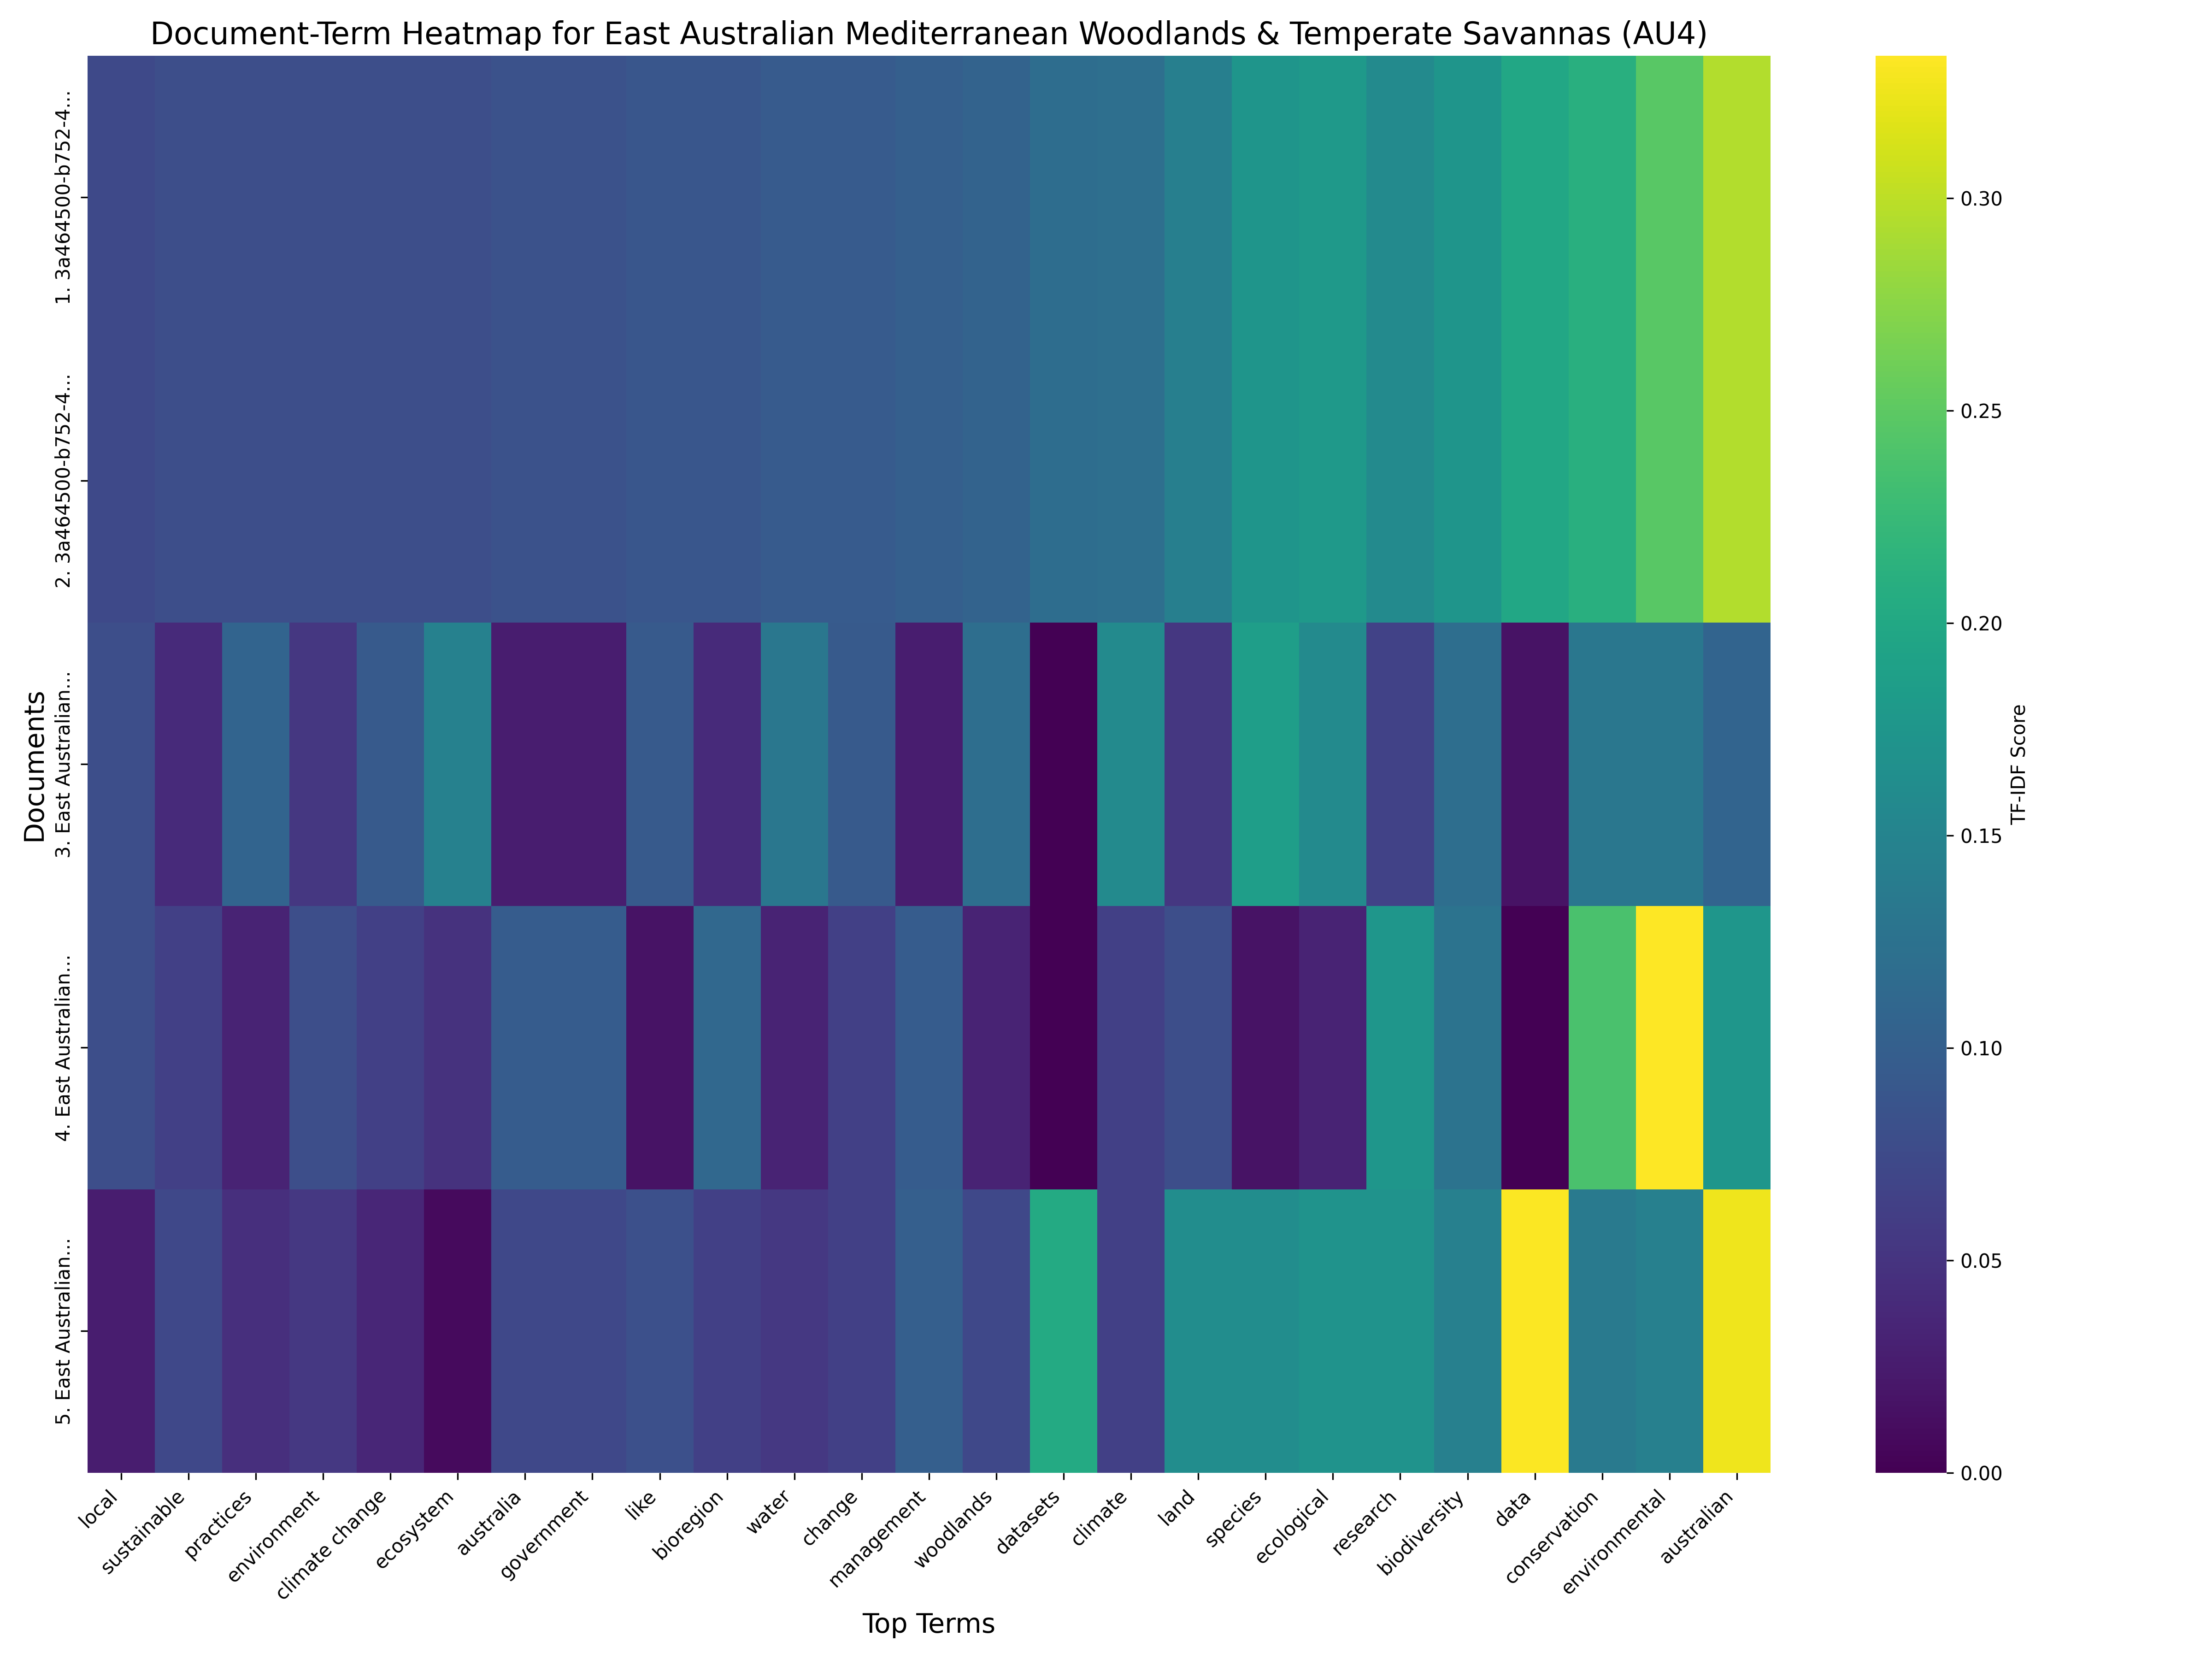 Document-Term Heatmap for East Australian Mediterranean Woodlands & Temperate Savannas (AU4)
Documents
1. 3a464500-b752-4...
2. 3a464500-b752-4...
3. East Australian...
4. East Australian...
5. East Australian...
local
sustainable
practices
environment
climate change
ecosystem
australia
government
like
bioregion
water
change
management
woodlands
datasets
climate
land
species
ecological
research
biodiversity
data
conservation
environmental
australian
Top Terms
0.30
0.25
0.20
0.15
0.10
0.05
0.00
TF-IDF Score